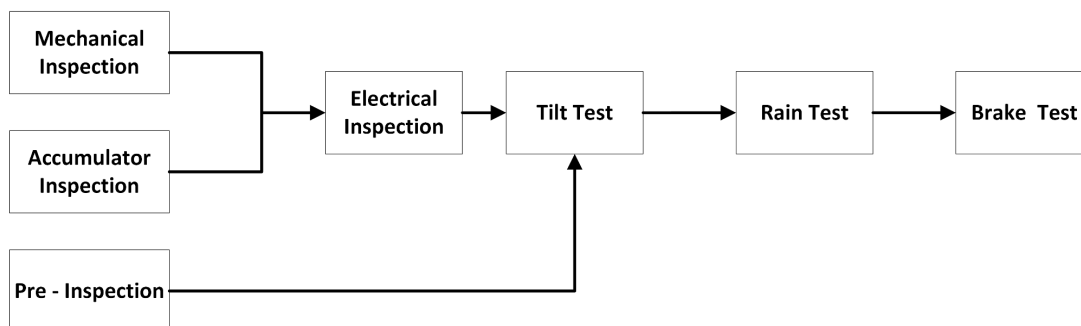 Mechanical
Inspection
Accumulator
Inspection
Pre - Inspection
Electrical
Inspection
Tilt Test
Rain Test
Brake  Test